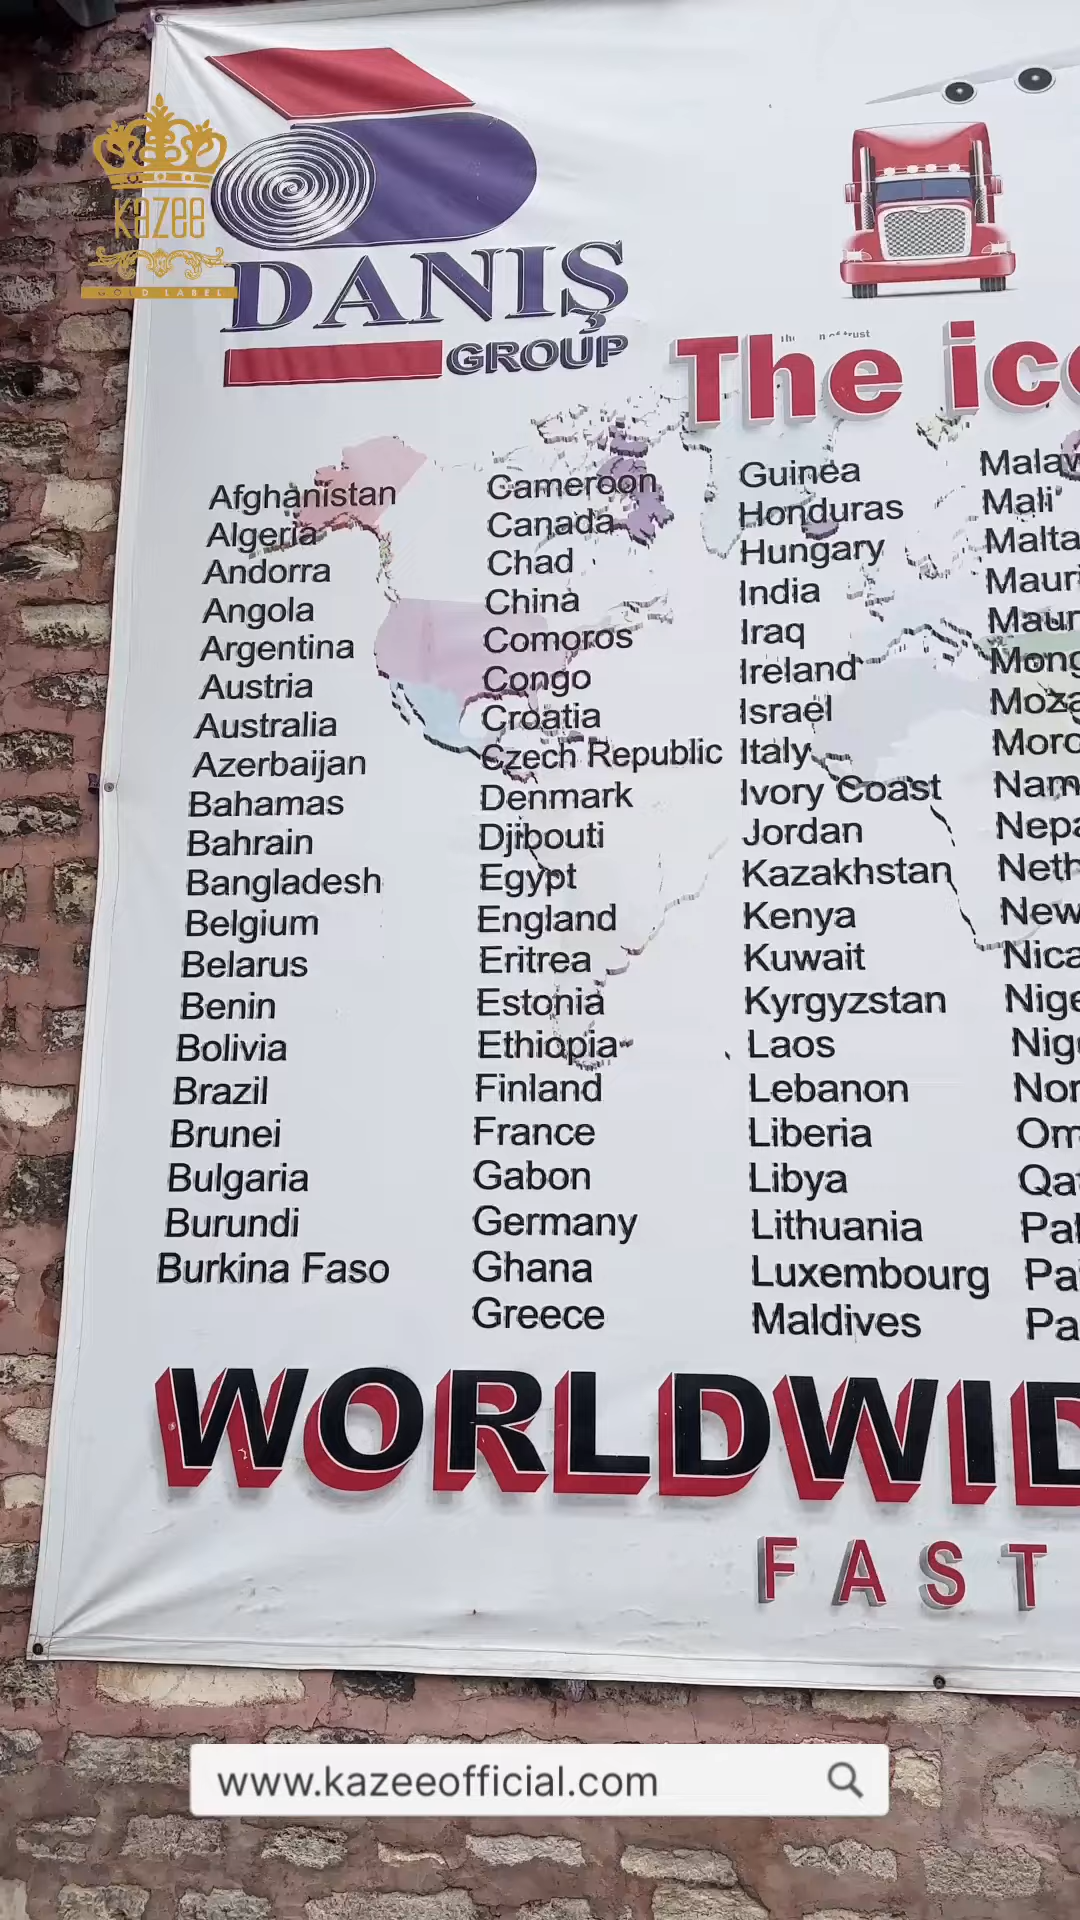 kazee
GOLD LABEL
DANIŞ
GROUP
The
Afghanistan
Algeria
Andorra
Angola
Argentina
Austria
Australia
Azerbaijan
Bahamas
Bahrain
Bangladesh
Belgium
Belarus
Benin
Bolivia
Brazil
Brunei
Bulgaria
Burundi
Burkina Faso
Cameroon
Canada
Chad
China
Comoros
Congo
Croatia
Czech Republic
Denmark
Djibouti
Egypt
England
Eritrea
Estonia
Ethiopia
Finland
France
Gabon
Germany
Ghana
Greece
Guinea
Honduras
Hungary
India
Iraq
Ireland
Israel
Italy
Ivory Coast
Jordan
Kazakhstan
Kenya
Kuwait
Kyrgyzstan
Laos
Lebanon
Liberia
Libya
Lithuania
Luxembourg
Maldives
Mali
Malta
FAST
www.kazeeofficial.com